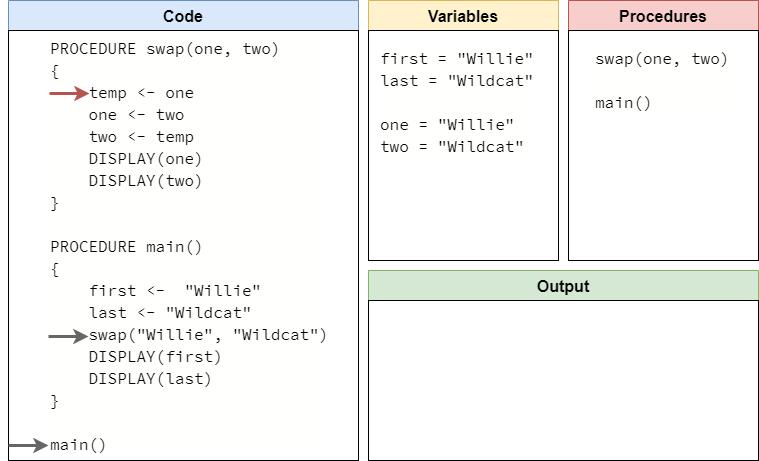 Code
PROCEDURE swap(one, two)
{
temp <- one
one <- two
two <- temp
DISPLAY(one)
DISPLAY(two)
}
PROCEDURE main()
{
first <-  "Willie"
last <- "Wildcat"
swap("Willie", "Wildcat")
DISPLAY(first)
DISPLAY(last)
}
main()
Variables
first = "Willie"
last = "Wildcat"
one = "Willie"
two = "Wildcat"
Procedures
swap(one, two)
main()
Output